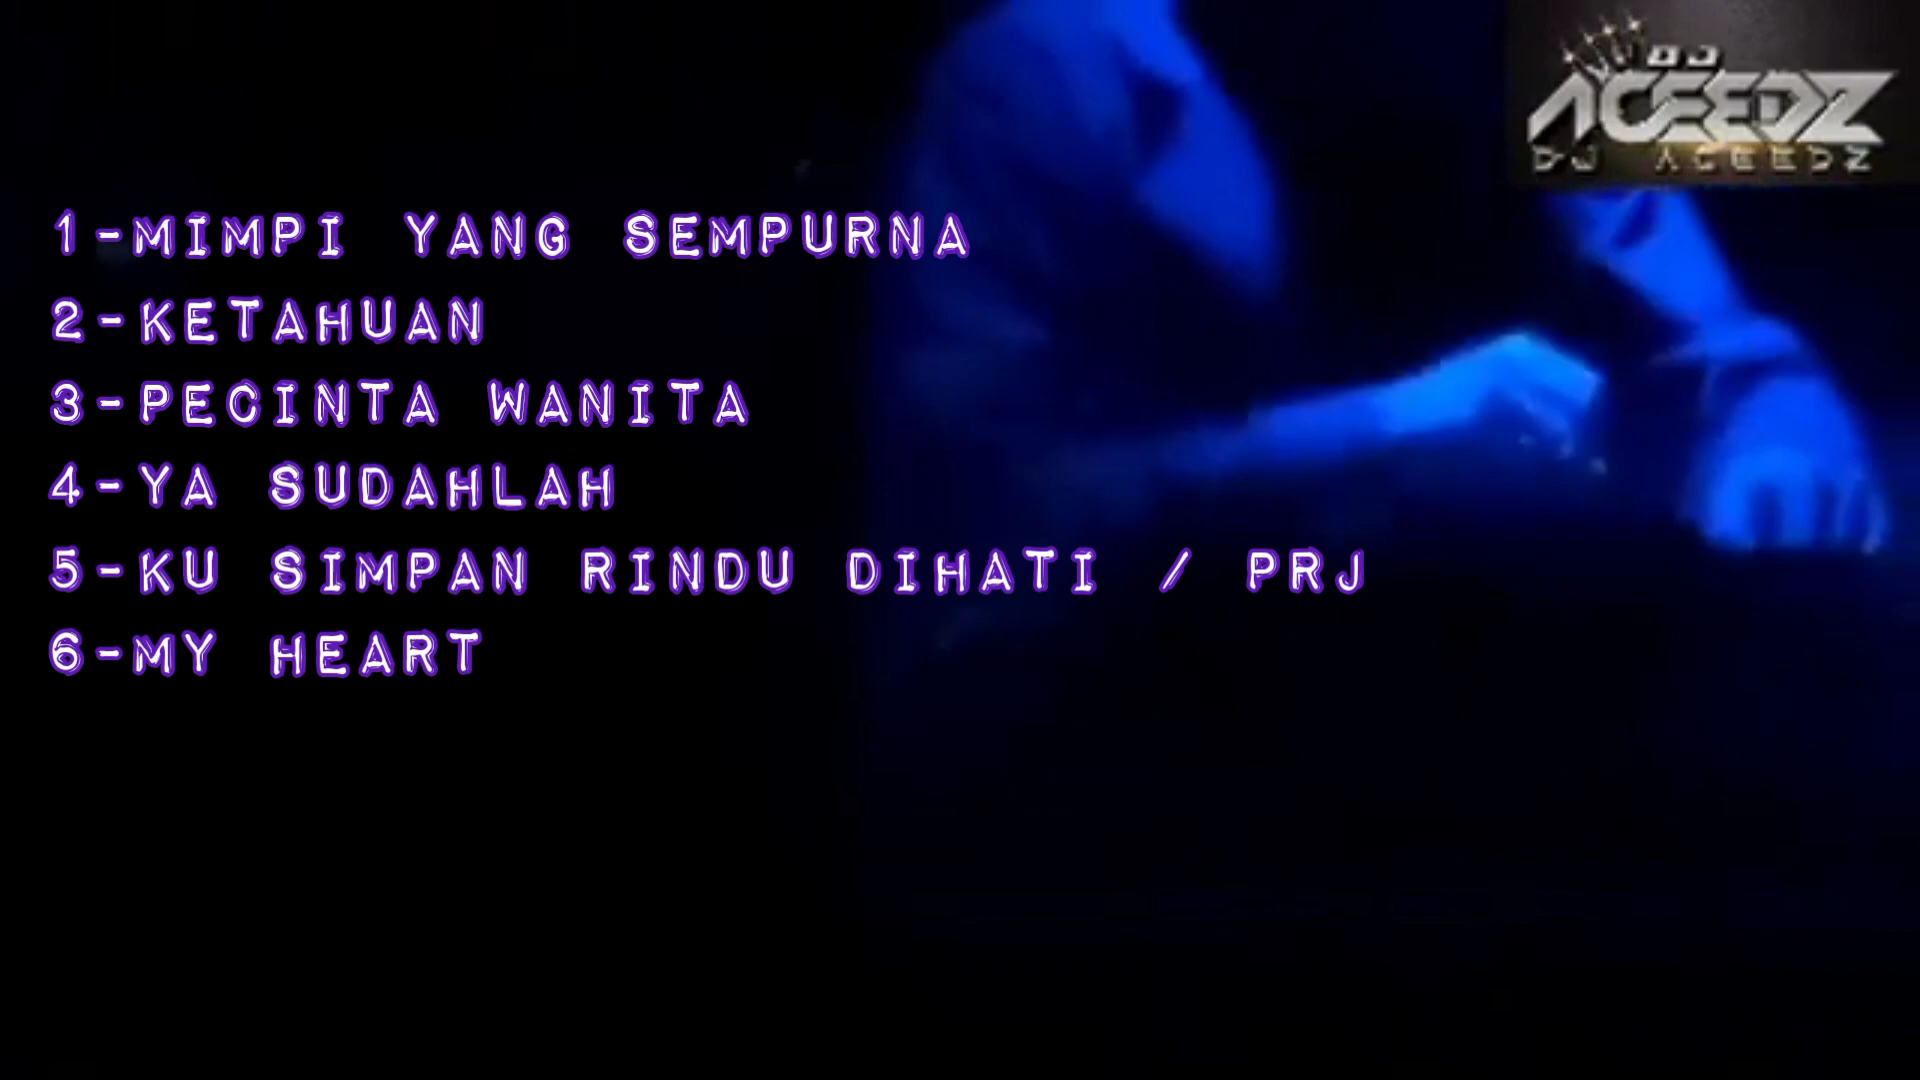 DJ
ACEEDZ
DJ ACEEDZ
1-MIMPI YANG SEMPURNA
2-KETAHUAN
3-PECINTA WANITA
4-YA SUDAHLAH
5-KU SIMPAN RINDU DIHATI / PRJ
6-MY HEART